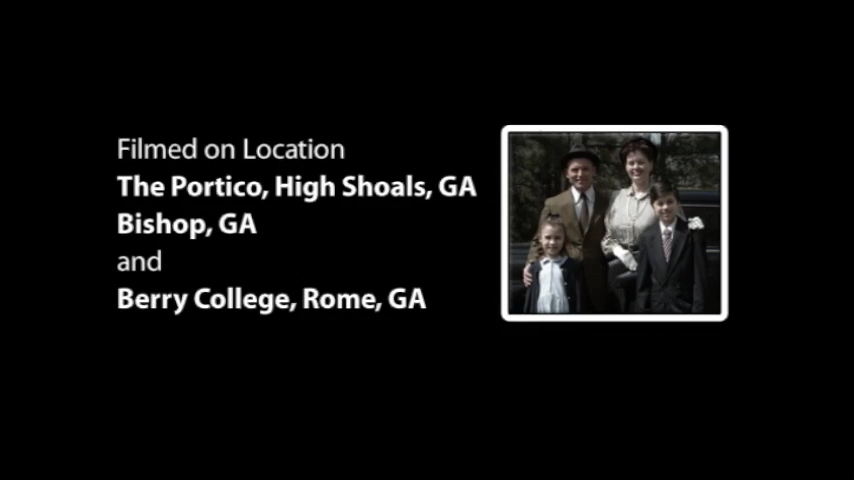 Filmed on Location
The Portico, High Shoals, GA
Bishop, GA
and
Berry College, Rome, GA